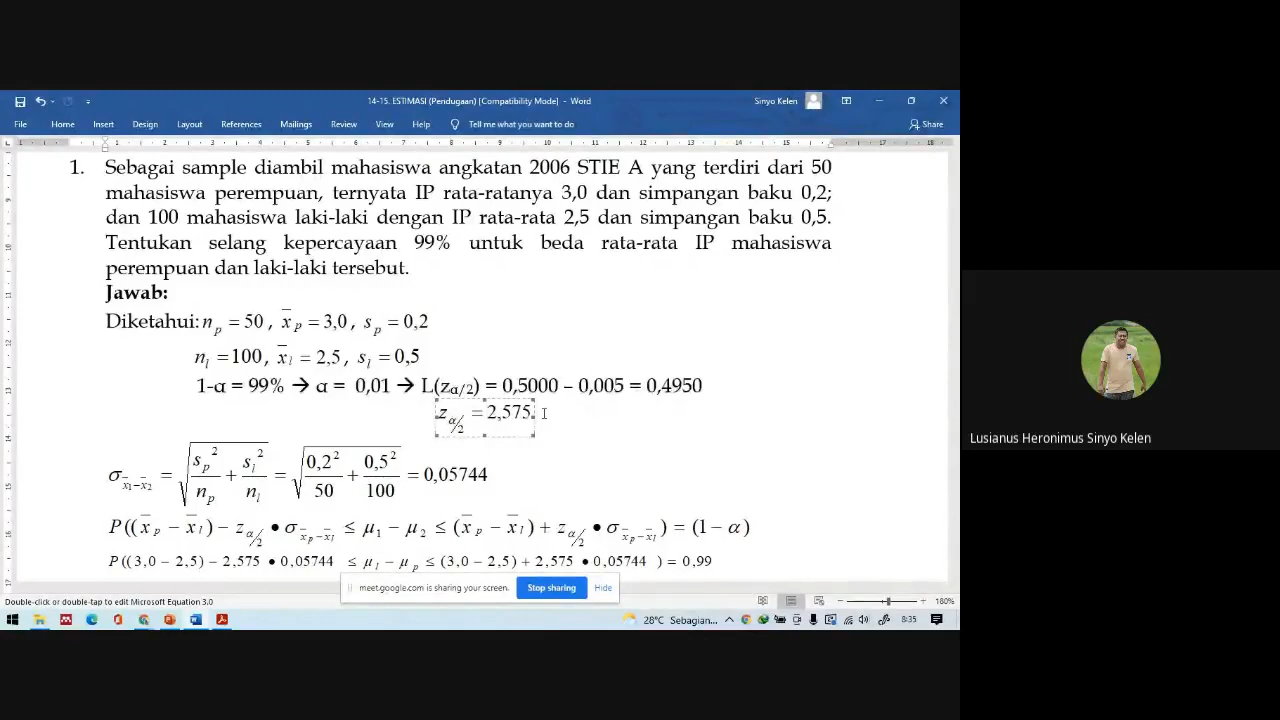 14-15. ESTIMASI (Pendugaan) [Compatibility Mode] - Word
Sinyo Kelen
File Home Insert Design Layout References Mailings Review View Help Tell me what you want to do Share
1. Sebagai sample diambil mahasiswa angkatan 2006 STIE A yang terdiri dari 50
mahasiswa perempuan, ternyata IP rata-ratanya 3,0 dan simpangan baku 0,2;
dan 100 mahasiswa laki-laki dengan IP rata-rata 2,5 dan simpangan baku 0,5.
Tentukan selang kepercayaan 99% untuk beda rata-rata IP mahasiswa
perempuan dan laki-laki tersebut.
Jawab:
Diketahui: n_p = 50 , x̄_p = 3,0 , s_p = 0,2
n_l = 100, x̄_l = 2,5 , s_l = 0,5
1-α = 99% → α = 0,01 → L(z_α/2) = 0,5000 – 0,005 = 0,4950
z_α/2 = 2,575
σ_x̄1−x̄2 = √(s_p²/n_p + s_l²/n_l) = √(0,2²/50 + 0,5²/100) = 0,05744
P((x̄_p − x̄_l) − z_α/2 • σ_x̄p−x̄l ≤ μ_1 − μ_2 ≤ (x̄_p − x̄_l) + z_α/2 • σ_x̄p−x̄l) = (1 − α)
P((3,0 − 2,5) − 2,575 • 0,05744 ≤ μ_l − μ_p ≤ (3,0 − 2,5) + 2,575 • 0,05744 ) = 0,99
meet.google.com is sharing your screen. Stop sharing Hide
Double-click or double-tap to edit Microsoft Equation 3.0
180%
28°C Sebagian... 8:35
Lusianus Heronimus Sinyo Kelen